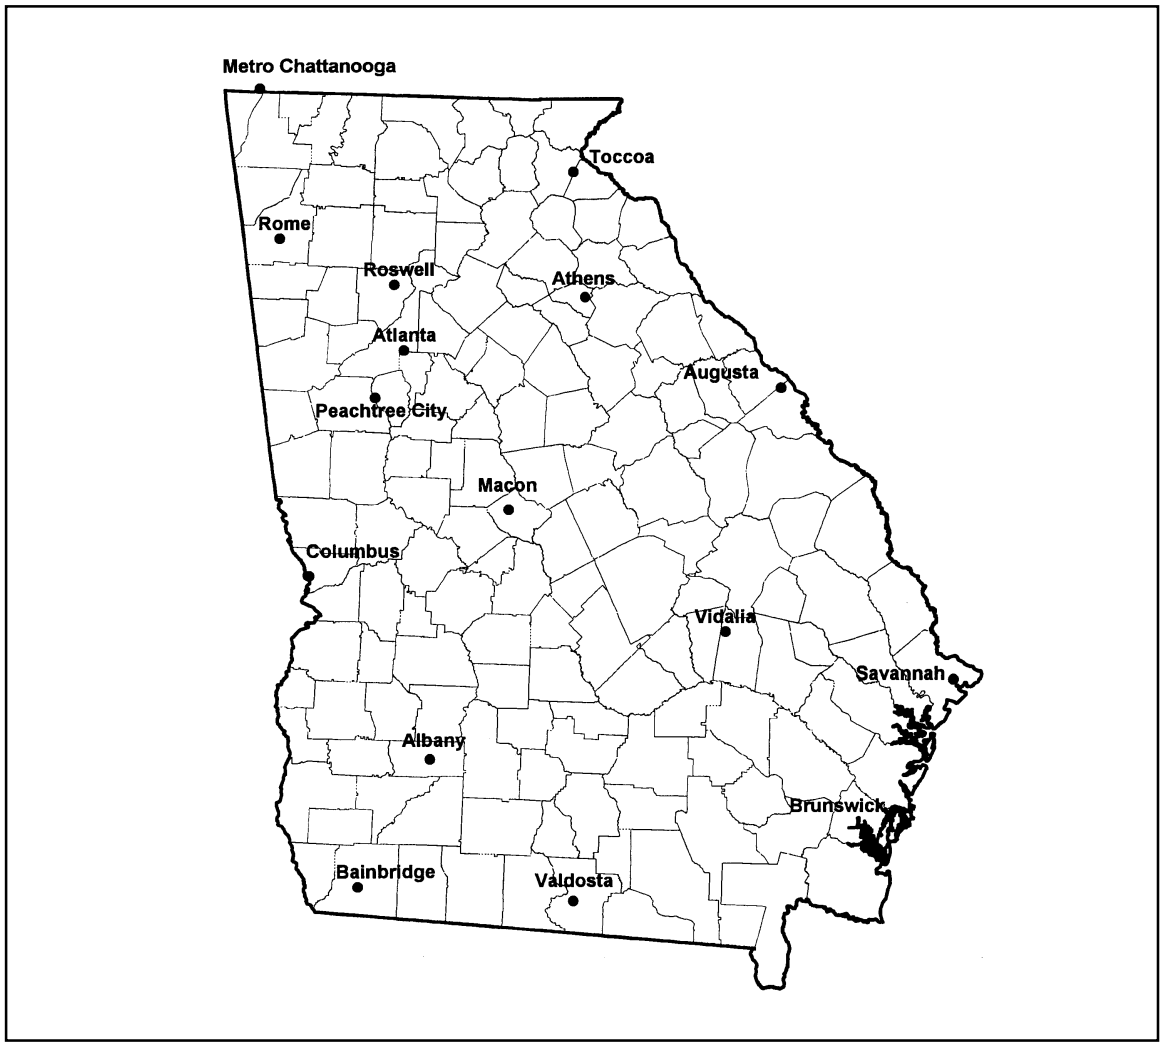 Metro Chattanooga
Toccoa
Rome
Roswell
Athens
Atlanta
Augusta
Peachtree City
Macon
Columbus
Vidalia
Savannah
Albany
Brunswick
Bainbridge
Valdosta